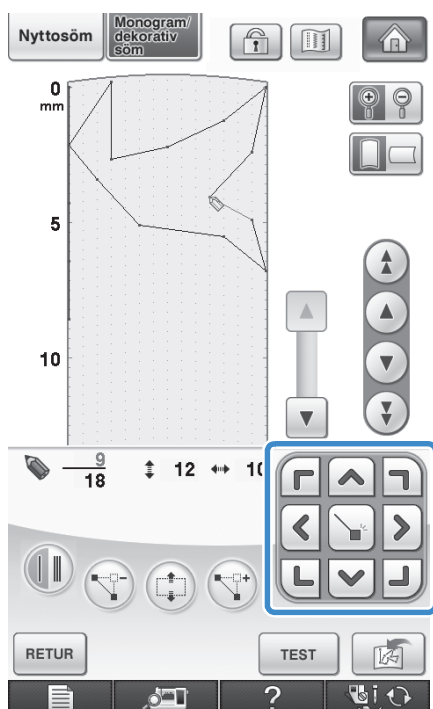 Nyttosöm
Monogram/
dekorativ
söm
0
mm
5
10
9
18
12
10
RETUR
TEST
?